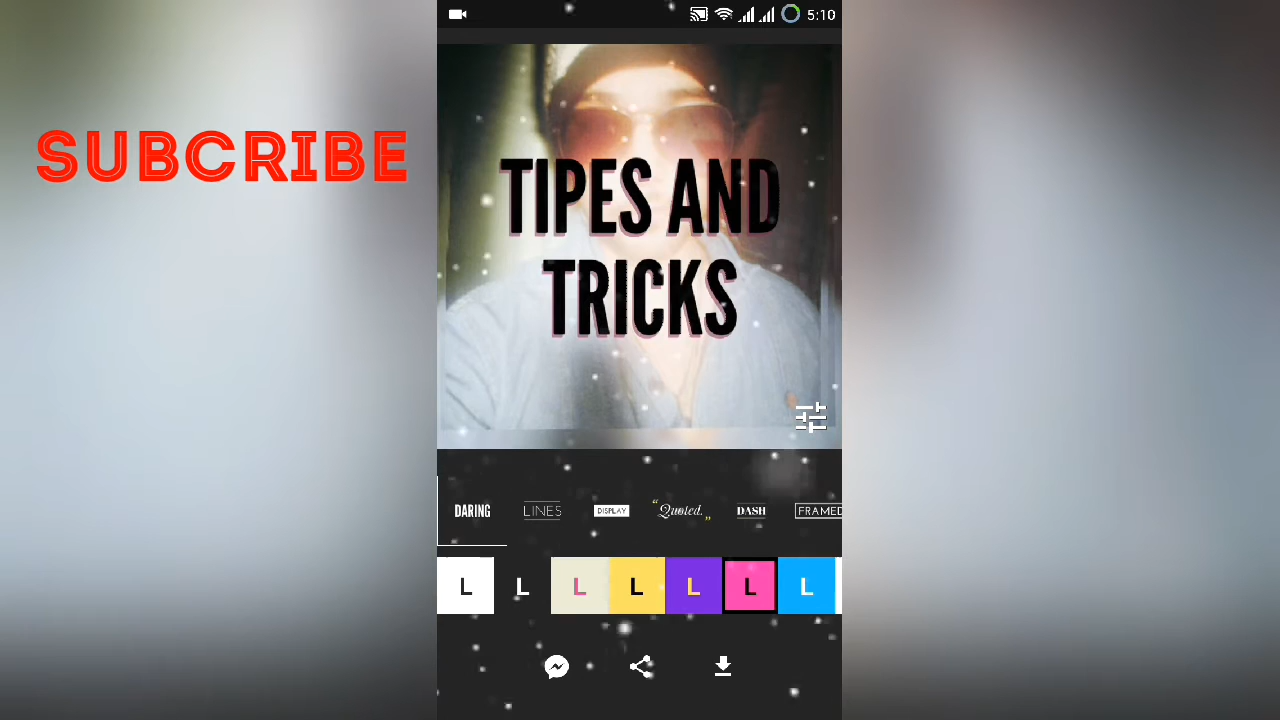 5:10
SUBCRIBE
TIPES AND
TRICKS
DARING LINES DISPLAY “Quoted.„ DASH FRAMED
L L L L L L L